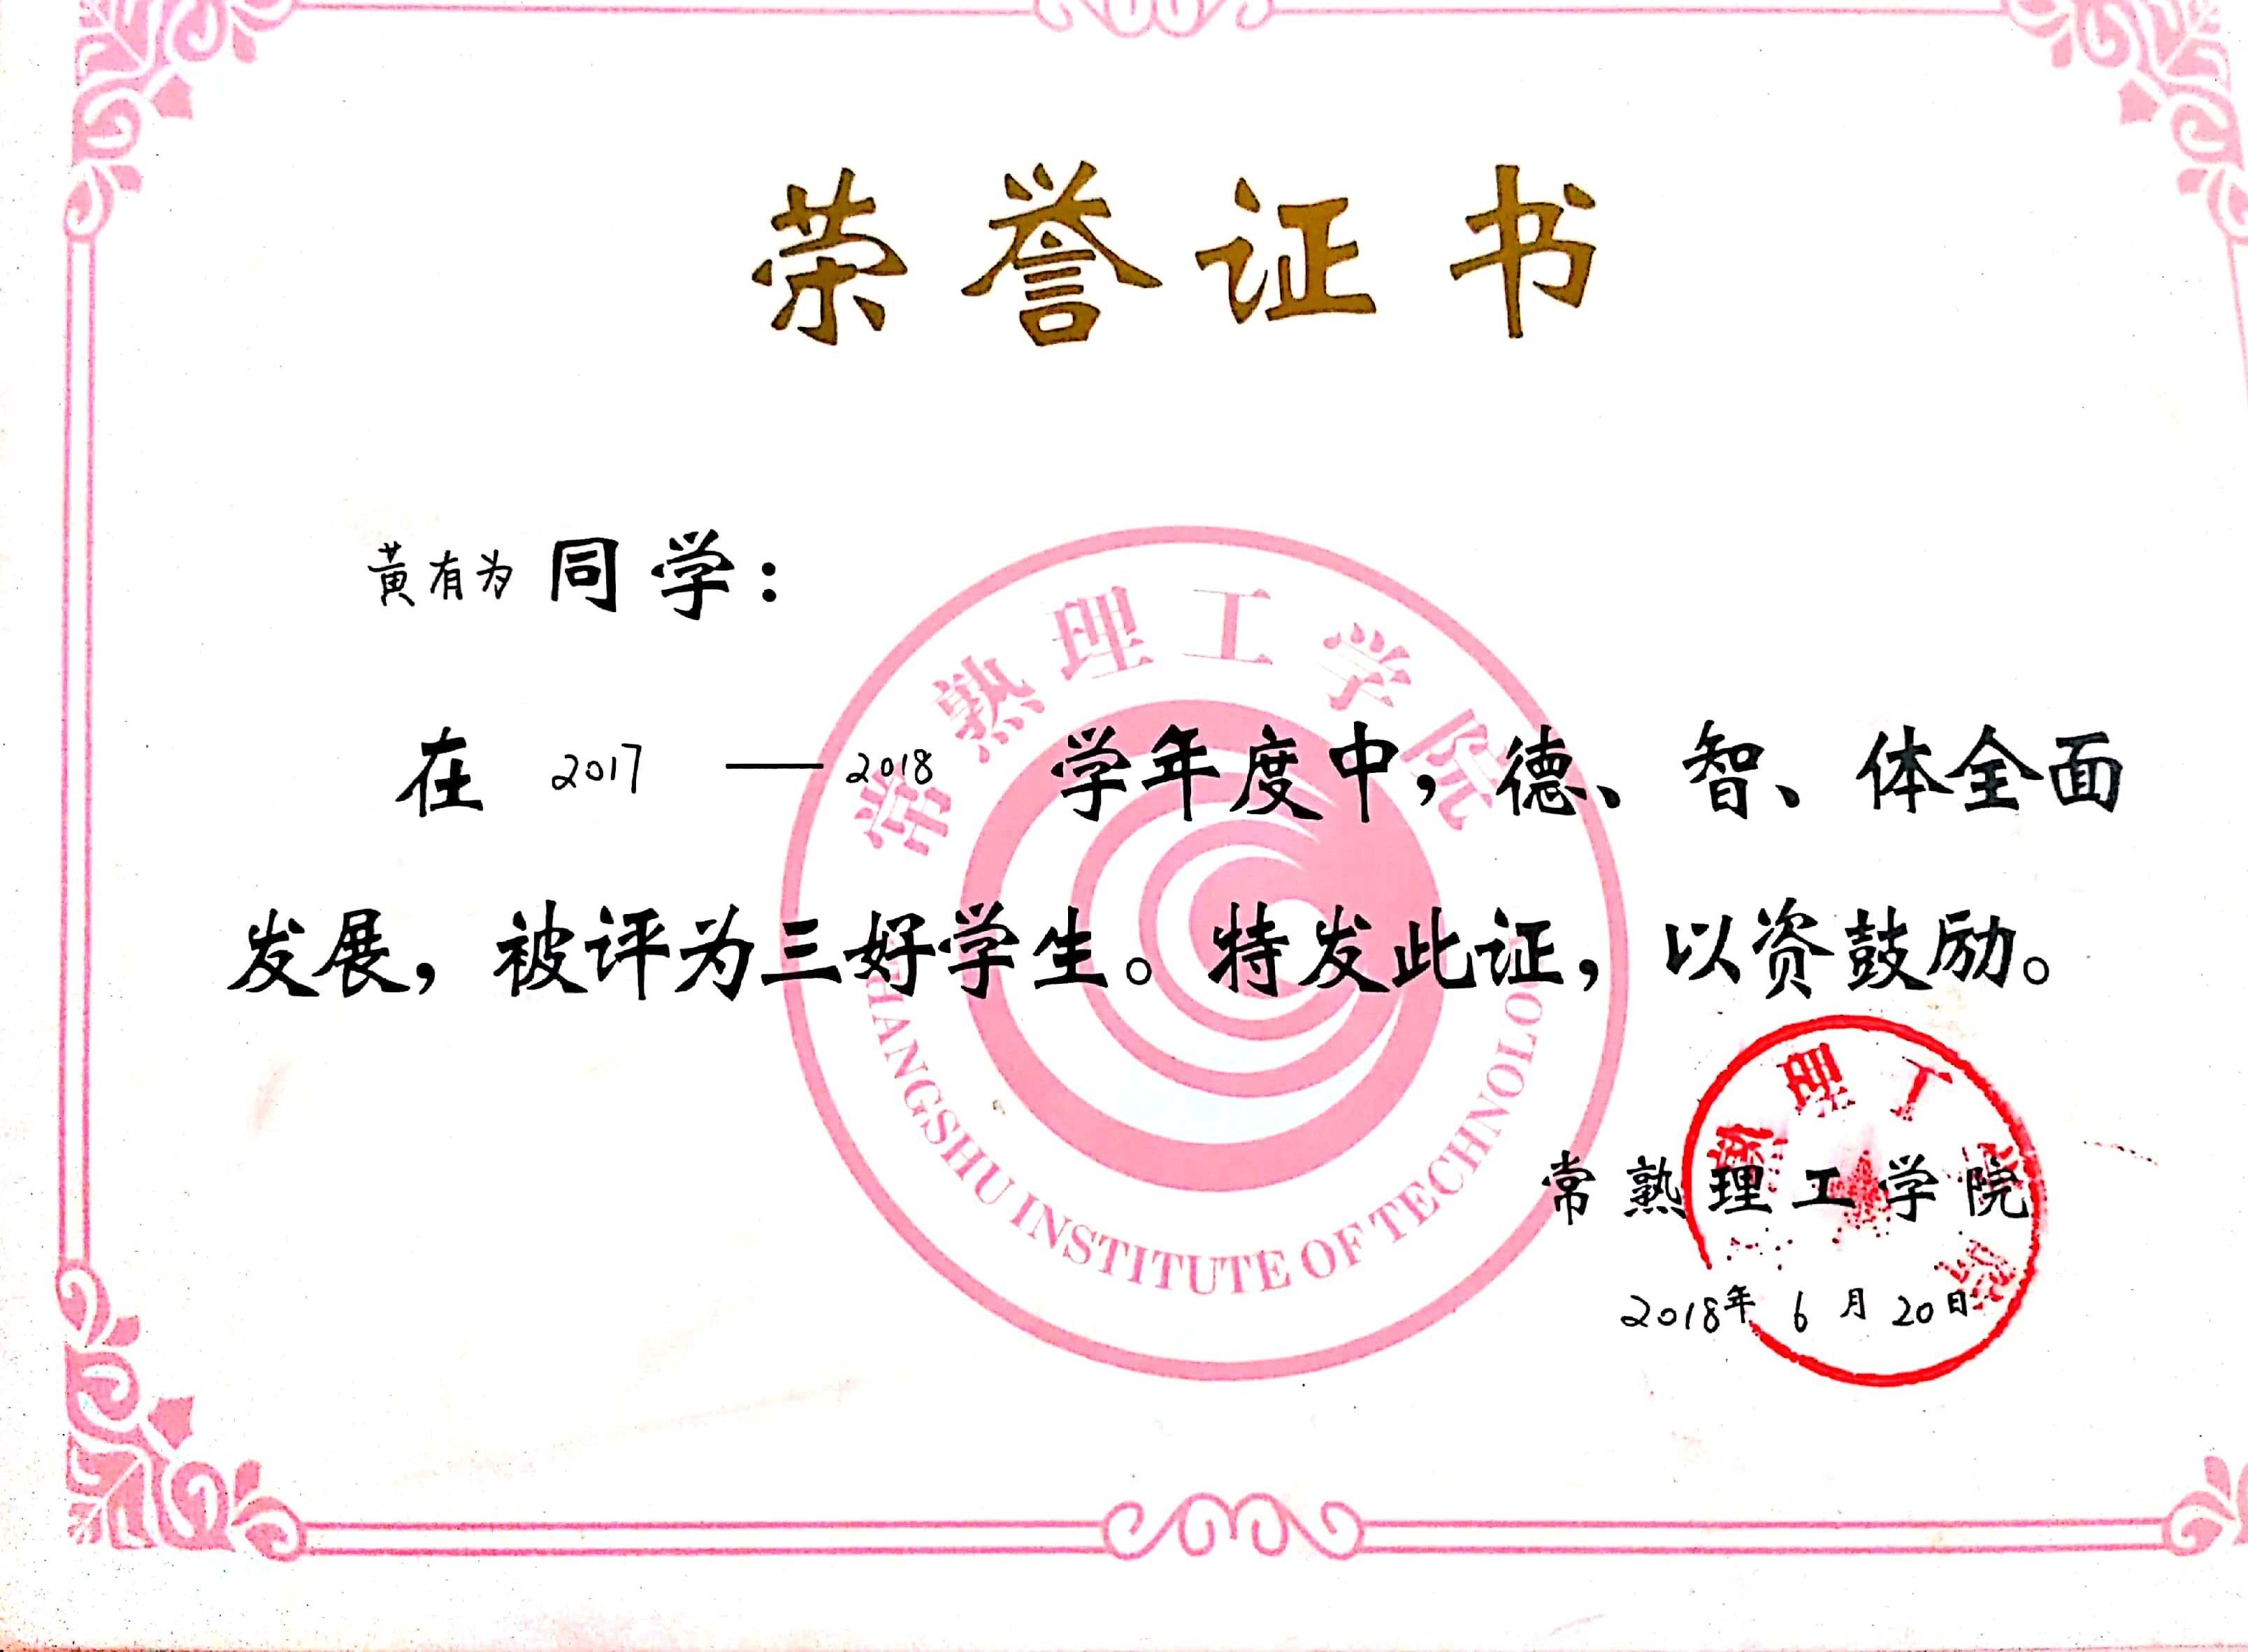 荣誉证书
黄有为同学：
常熟理工学院
在 2017 — 2018 学年度中，德、智、体全面
发展，被评为三好学生。特发此证，以资鼓励。
HANGSHU INSTITUTE OF TECHNOLO
理工
常熟理工学院
2018年 6月 20日